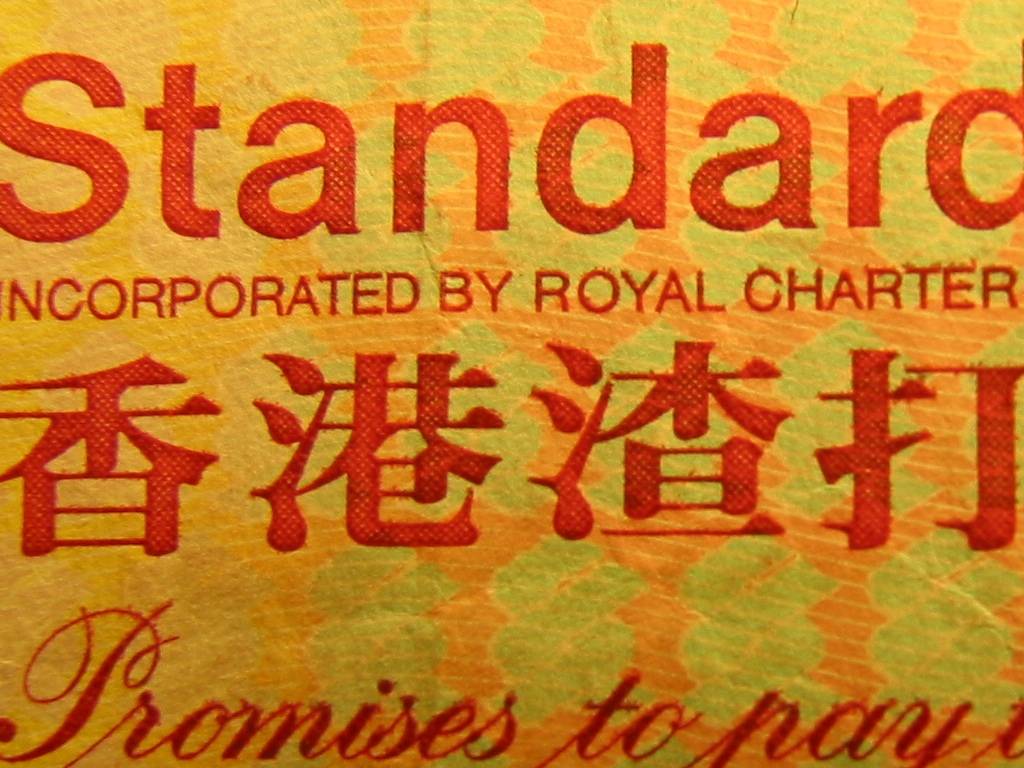 Standard
INCORPORATED BY ROYAL CHARTER
香港渣打
Promises to pay t